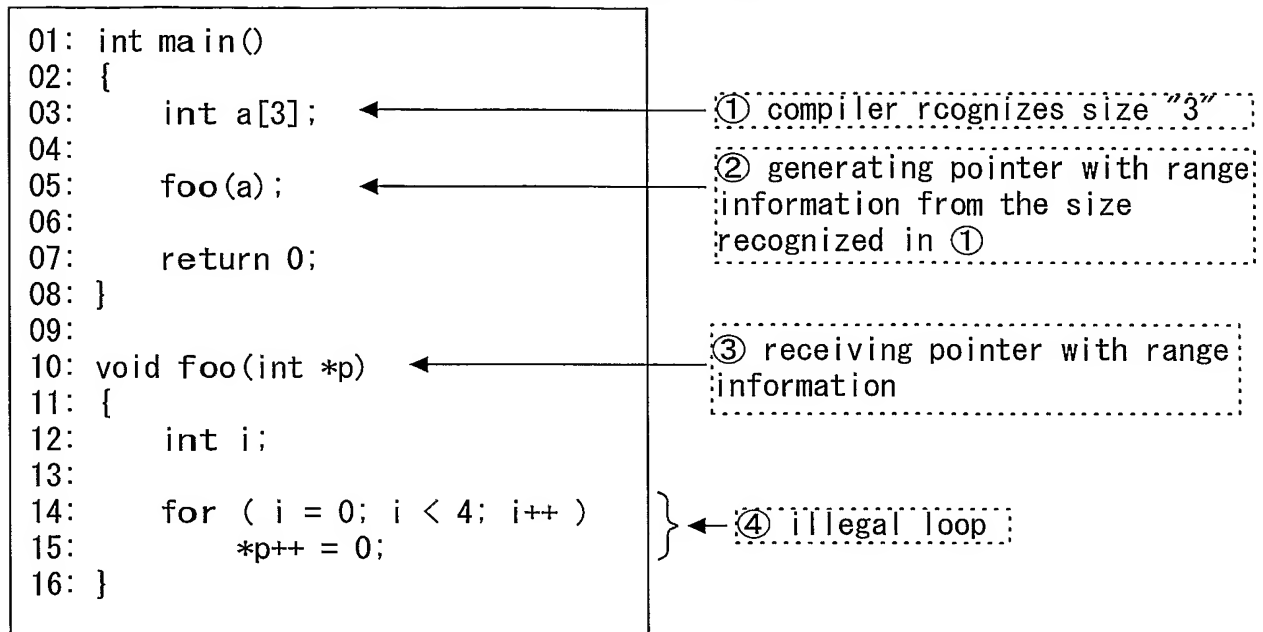 01: int main()
02: {
03:     int a[3];
① compiler rcognizes size "3"
04:
05:     foo(a);
② generating pointer with range
information from the size
recognized in ①
06:
07:     return 0;
08: }
09:
10: void foo(int *p)
③ receiving pointer with range
information
11: {
12:     int i;
13:
14:     for ( i = 0; i < 4; i++ )
15:         *p++ = 0;
④ illegal loop
16: }